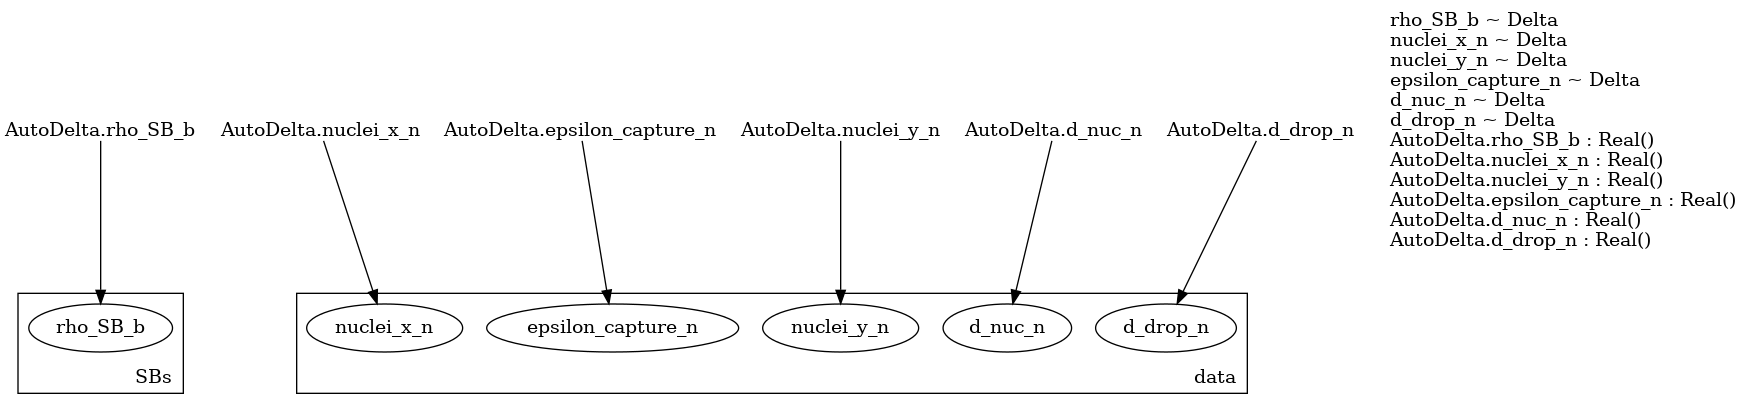 AutoDelta.rho_SB_b
AutoDelta.nuclei_x_n
AutoDelta.epsilon_capture_n
AutoDelta.nuclei_y_n
AutoDelta.d_nuc_n
AutoDelta.d_drop_n
rho_SB_b
SBs
nuclei_x_n
epsilon_capture_n
nuclei_y_n
d_nuc_n
d_drop_n
data
rho_SB_b ~ Delta
nuclei_x_n ~ Delta
nuclei_y_n ~ Delta
epsilon_capture_n ~ Delta
d_nuc_n ~ Delta
d_drop_n ~ Delta
AutoDelta.rho_SB_b : Real()
AutoDelta.nuclei_x_n : Real()
AutoDelta.nuclei_y_n : Real()
AutoDelta.epsilon_capture_n : Real()
AutoDelta.d_nuc_n : Real()
AutoDelta.d_drop_n : Real()